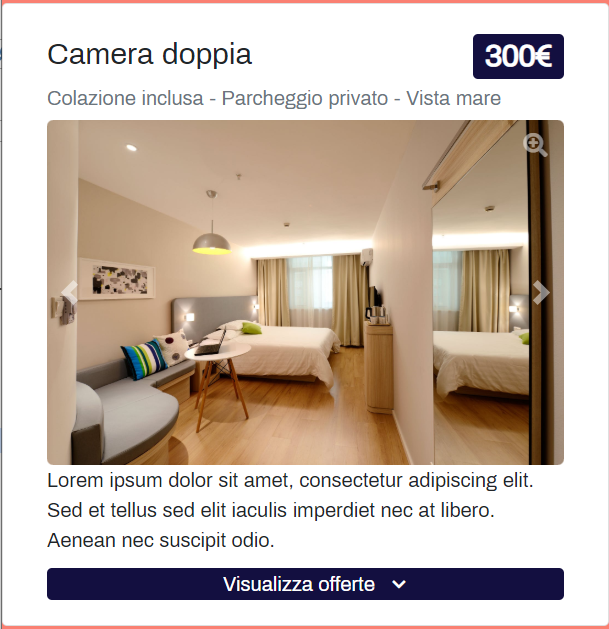 Camera doppia
300€
Colazione inclusa - Parcheggio privato - Vista mare
Lorem ipsum dolor sit amet, consectetur adipiscing elit.
Sed et tellus sed elit iaculis imperdiet nec at libero.
Aenean nec suscipit odio.
Visualizza offerte